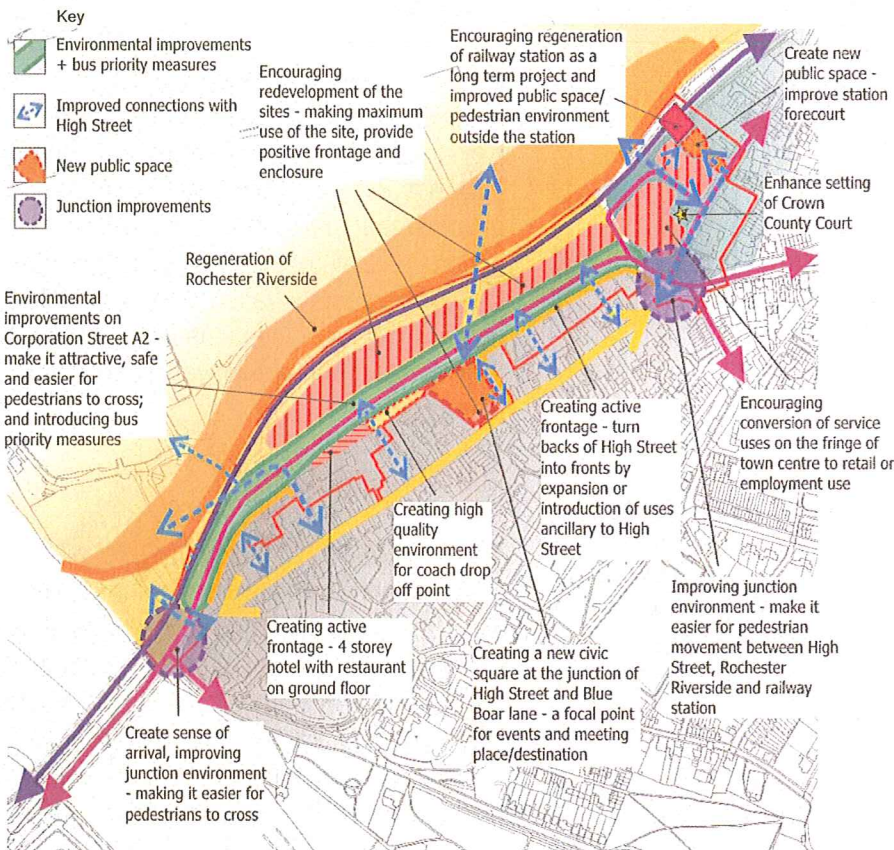 Key
Environmental improvements
+ bus priority measures
Improved connections with
High Street
New public space
Junction improvements
Encouraging
redevelopment of the
sites - making maximum
use of the site, provide
positive frontage and
enclosure
Encouraging regeneration
of railway station as a
long term project and
improved public space/
pedestrian environment
outside the station
Create new
public space -
improve station
forecourt
Enhance setting
of Crown
County Court
Regeneration of
Rochester Riverside
Environmental
improvements on
Corporation Street A2 -
make it attractive, safe
and easier for
pedestrians to cross;
and introducing bus
priority measures
Creating high
quality
environment
for coach drop
off point
Creating active
frontage - turn
backs of High Street
into fronts by
expansion or
introduction of uses
ancillary to High
Street
Encouraging
conversion of service
uses on the fringe of
town centre to retail or
employment use
Creating active
frontage - 4 storey
hotel with restaurant
on ground floor
Creating a new civic
square at the junction of
High Street and Blue
Boar lane - a focal point
for events and meeting
place/destination
Improving junction
environment - make it
easier for pedestrian
movement between High
Street, Rochester
Riverside and railway
station
Create sense of
arrival, improving
junction environment
- making it easier for
pedestrians to cross